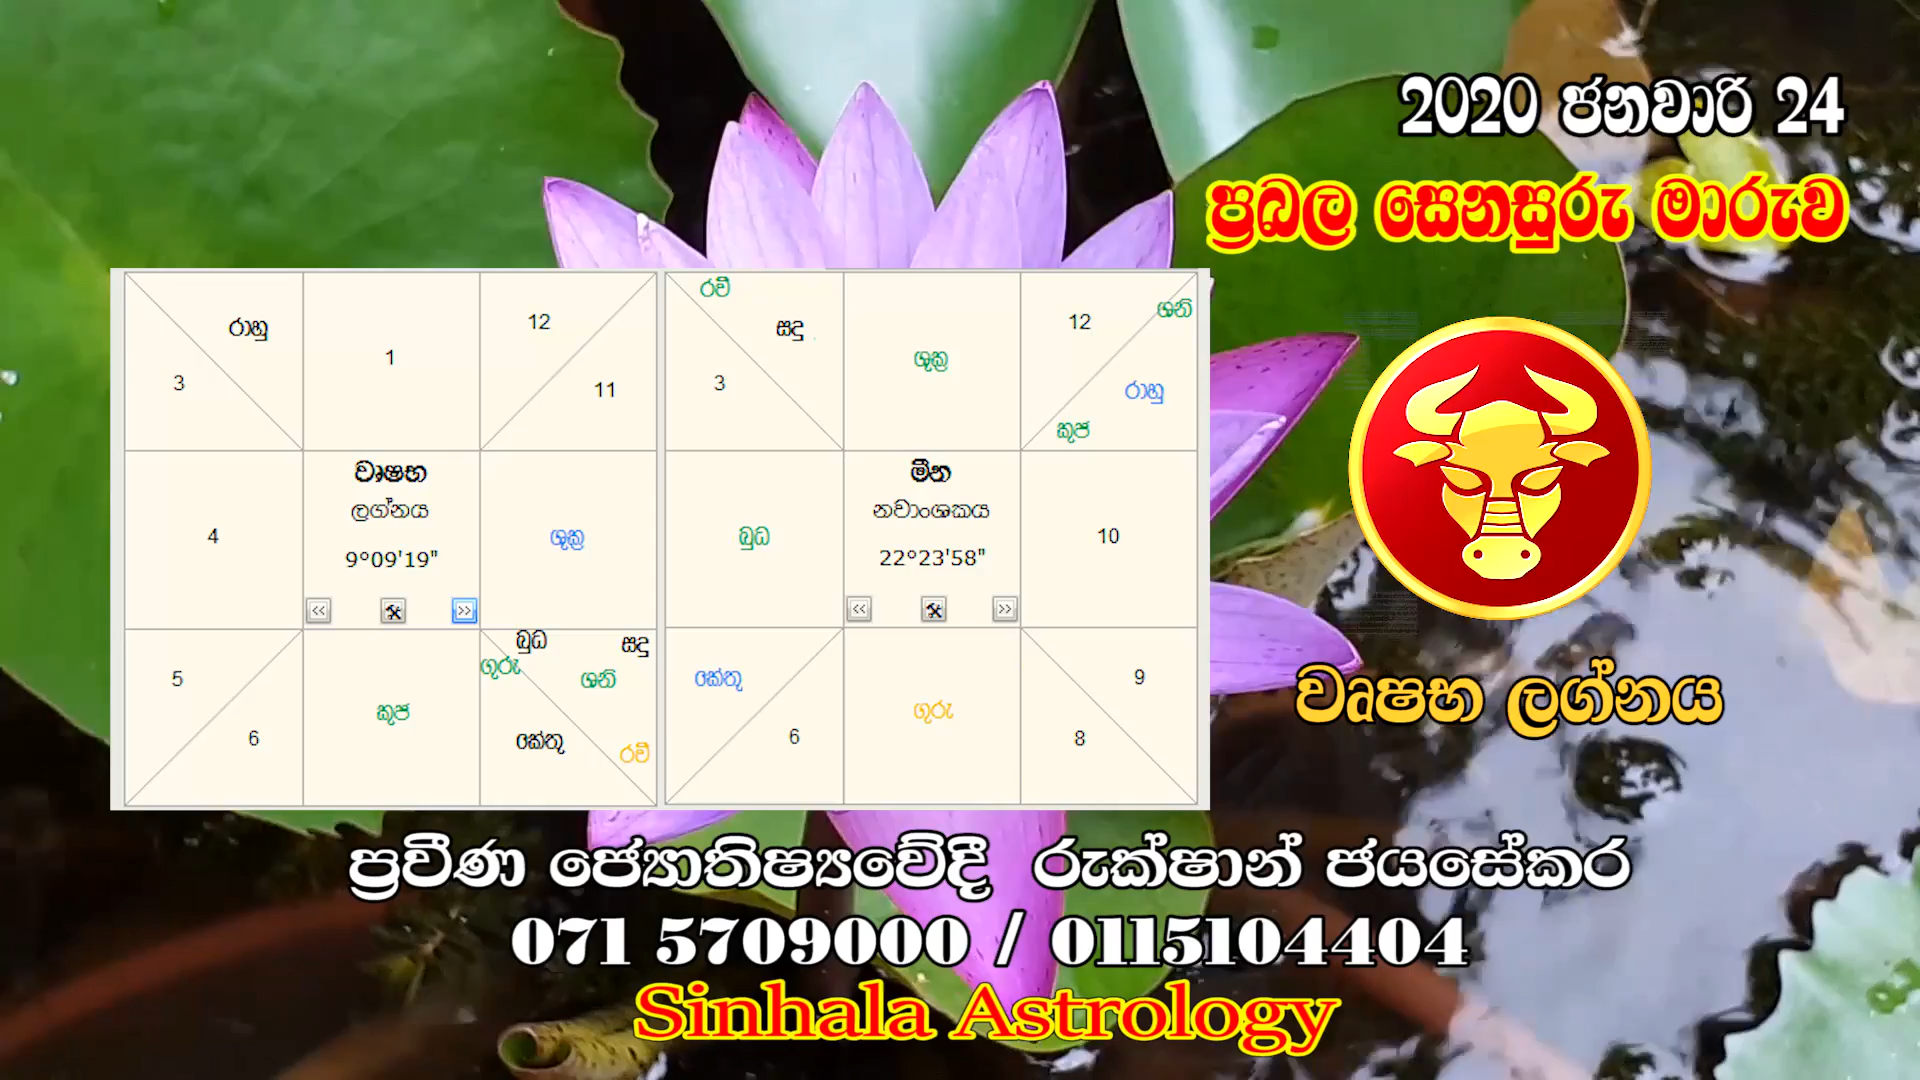 2020 ජනවාරි 24
ප්‍රබල සෙනසුරු මාරුව
රාහු
3
1
12
11
4
වෘෂභ
ලග්නය
9°09'19"
<<
>>
ශුක්‍ර
5
6
කුජ
බුධ
සඳු
ගුරු
ශනි
කේතු
රවි
රවි
සඳු
3
ශුක්‍ර
12
ශනි
රාහු
කුජ
බුධ
මීන
නවාංශකය
22°23'58"
<<
>>
10
කේතු
6
ගුරු
9
8
වෘෂභ ලග්නය
ප්‍රවීණ ජ්‍යොතිෂ්‍යවේදී රුක්ෂාන් ජයසේකර
071 5709000 / 0115104404
Sinhala Astrology